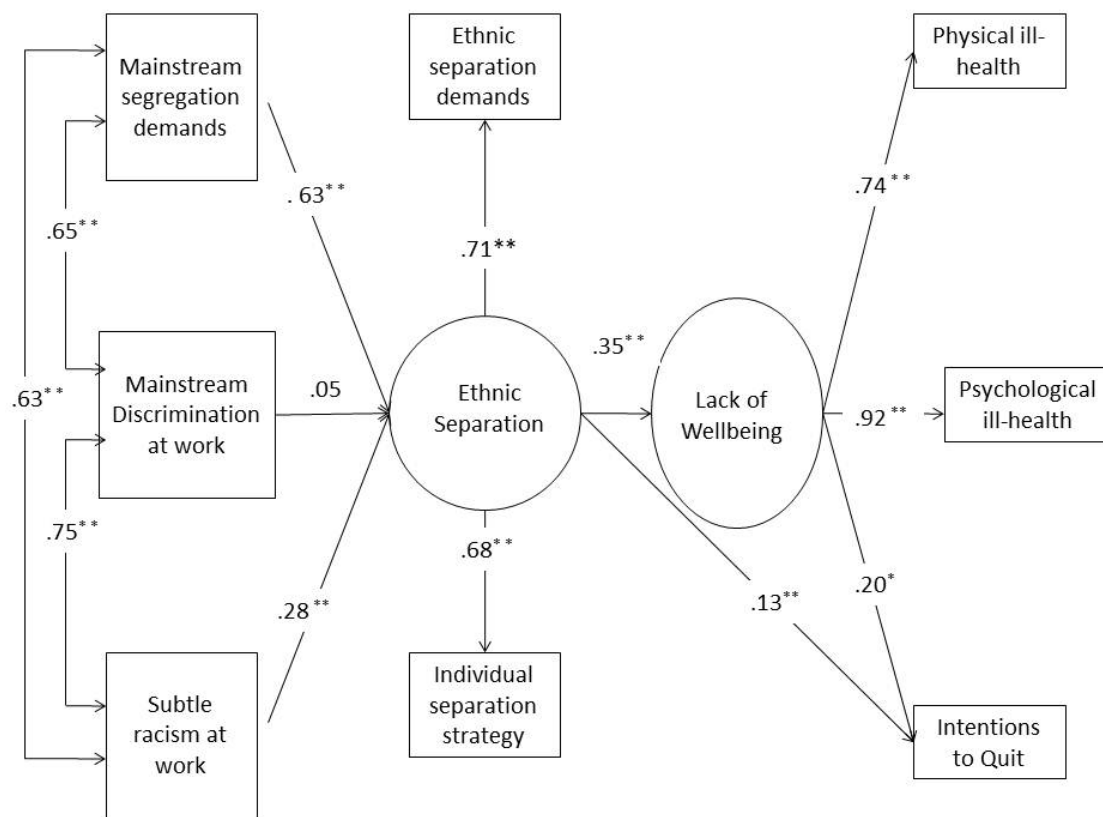 Mainstream
segregation
demands
Ethnic
separation
demands
Physical ill-
health
. 63**
.74 **
.65**
.71**
.35**
Mainstream
Discrimination
at work
.05
Ethnic
Separation
Lack of
Wellbeing
.92 **
Psychological
ill-health
.63**
.75**
.68**
.28 **
.13**
.20*
Subtle
racism at
work
Individual
separation
strategy
Intentions
to Quit